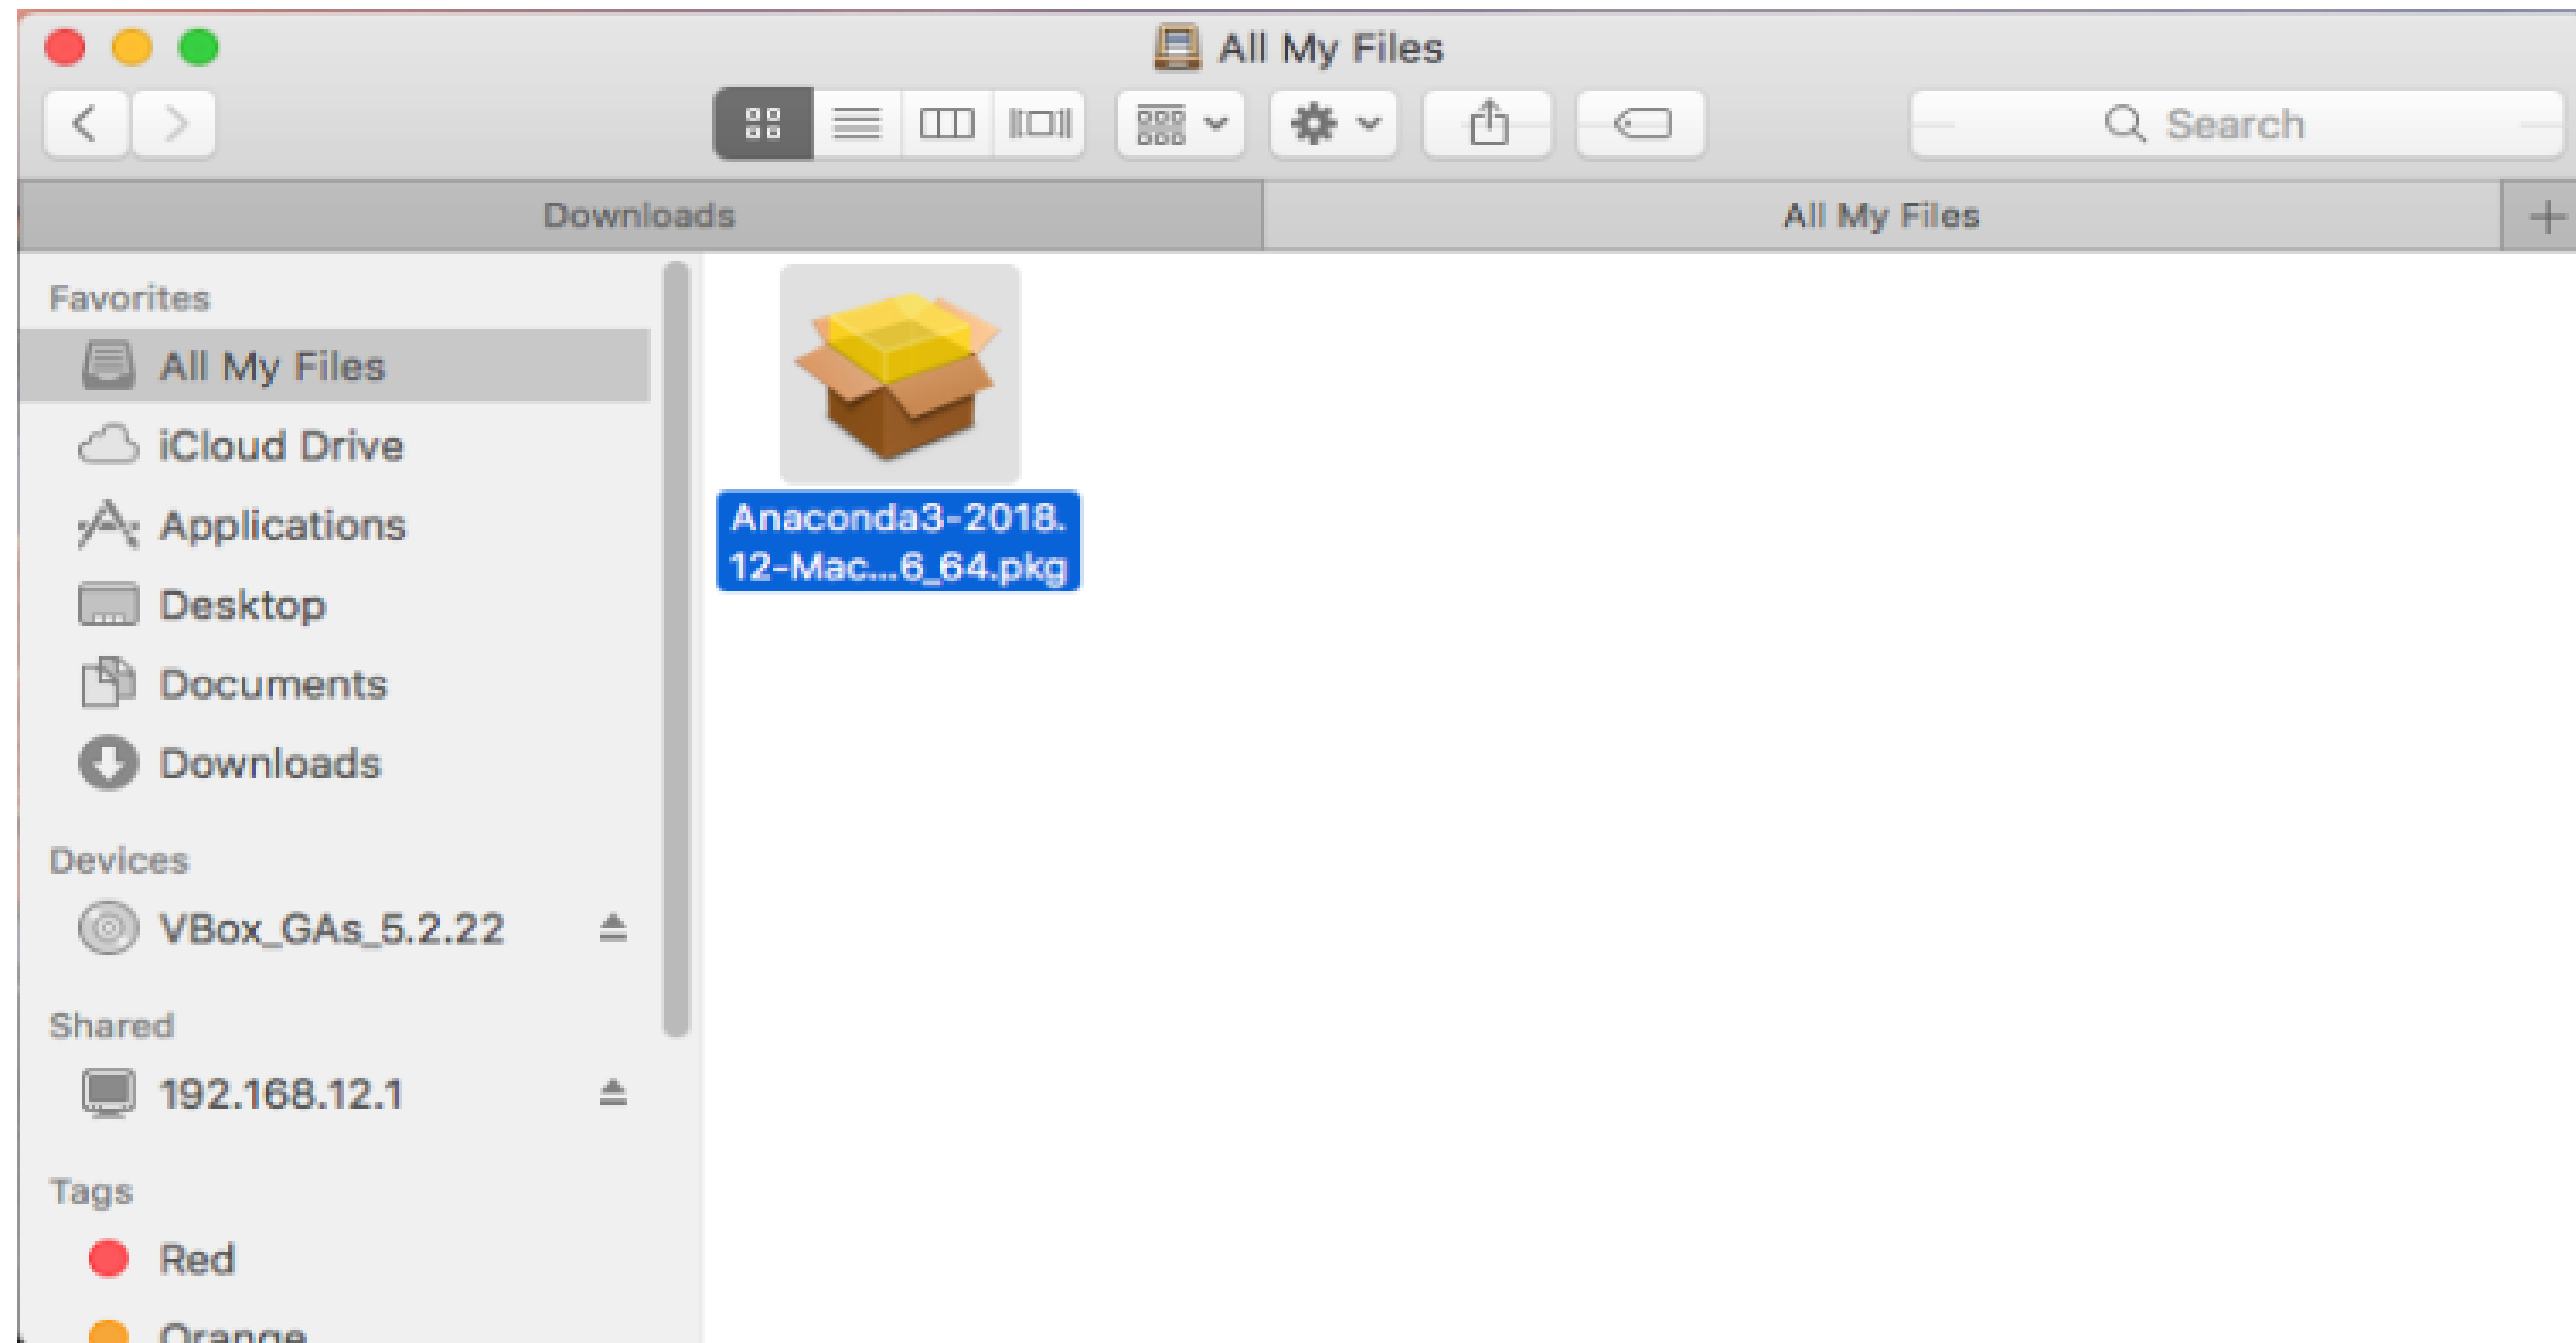 All My Files
Search
Downloads
All My Files
Favorites
All My Files
iCloud Drive
Applications
Desktop
Documents
Downloads
Devices
VBox_GAs_5.2.22
Shared
192.168.12.1
Tags
Red
Orange
Anaconda3-2018.
12-Mac...6_64.pkg